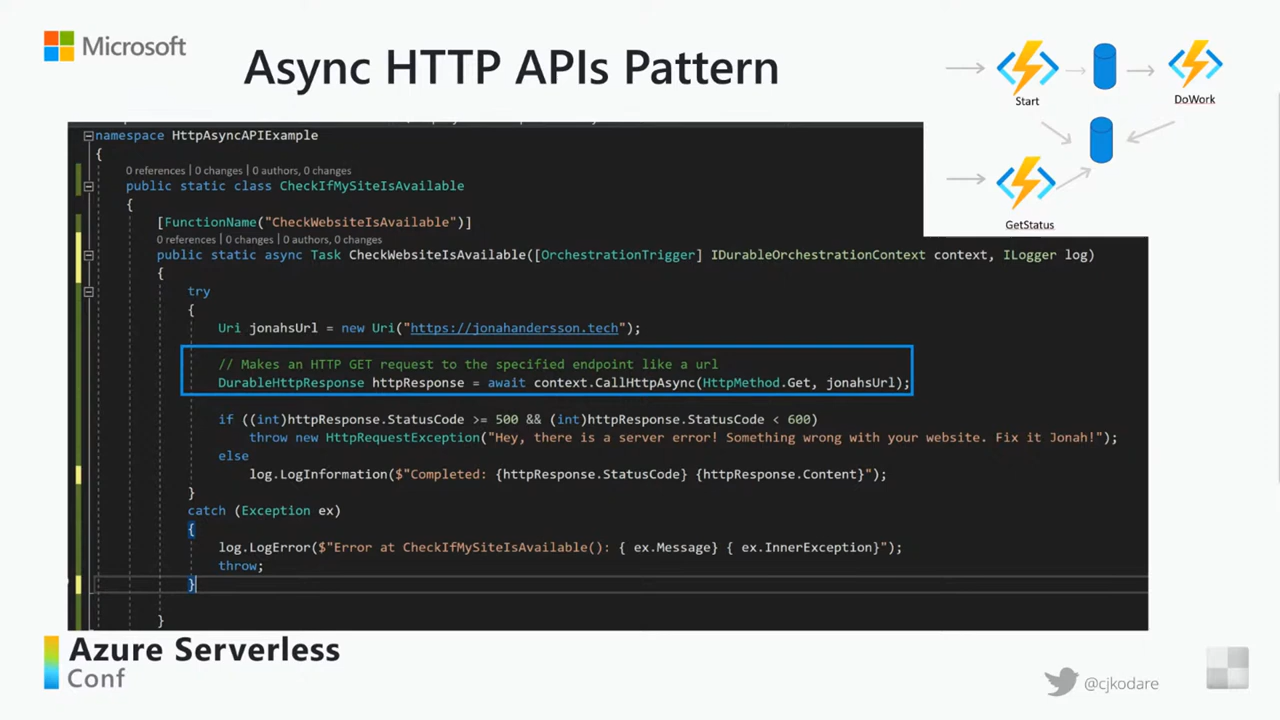 Microsoft
Async HTTP APIs Pattern
Start
DoWork
GetStatus
namespace HttpAsyncAPIExample
{
0 references | 0 changes | 0 authors, 0 changes
public static class CheckIfMySiteIsAvailable
{
[FunctionName("CheckWebsiteIsAvailable")]
0 references | 0 changes | 0 authors, 0 changes
public static async Task CheckWebsiteIsAvailable([OrchestrationTrigger] IDurableOrchestrationContext context, ILogger log)
{
try
{
Uri jonahsUrl = new Uri("https://jonahandersson.tech");
// Makes an HTTP GET request to the specified endpoint like a url
DurableHttpResponse httpResponse = await context.CallHttpAsync(HttpMethod.Get, jonahsUrl);
if ((int)httpResponse.StatusCode >= 500 && (int)httpResponse.StatusCode < 600)
throw new HttpRequestException("Hey, there is a server error! Something wrong with your website. Fix it Jonah!");
else
log.LogInformation($"Completed: {httpResponse.StatusCode} {httpResponse.Content}");
}
catch (Exception ex)
{
log.LogError($"Error at CheckIfMySiteIsAvailable(): { ex.Message} { ex.InnerException}");
throw;
}
}
Azure Serverless
Conf
@cjkodare